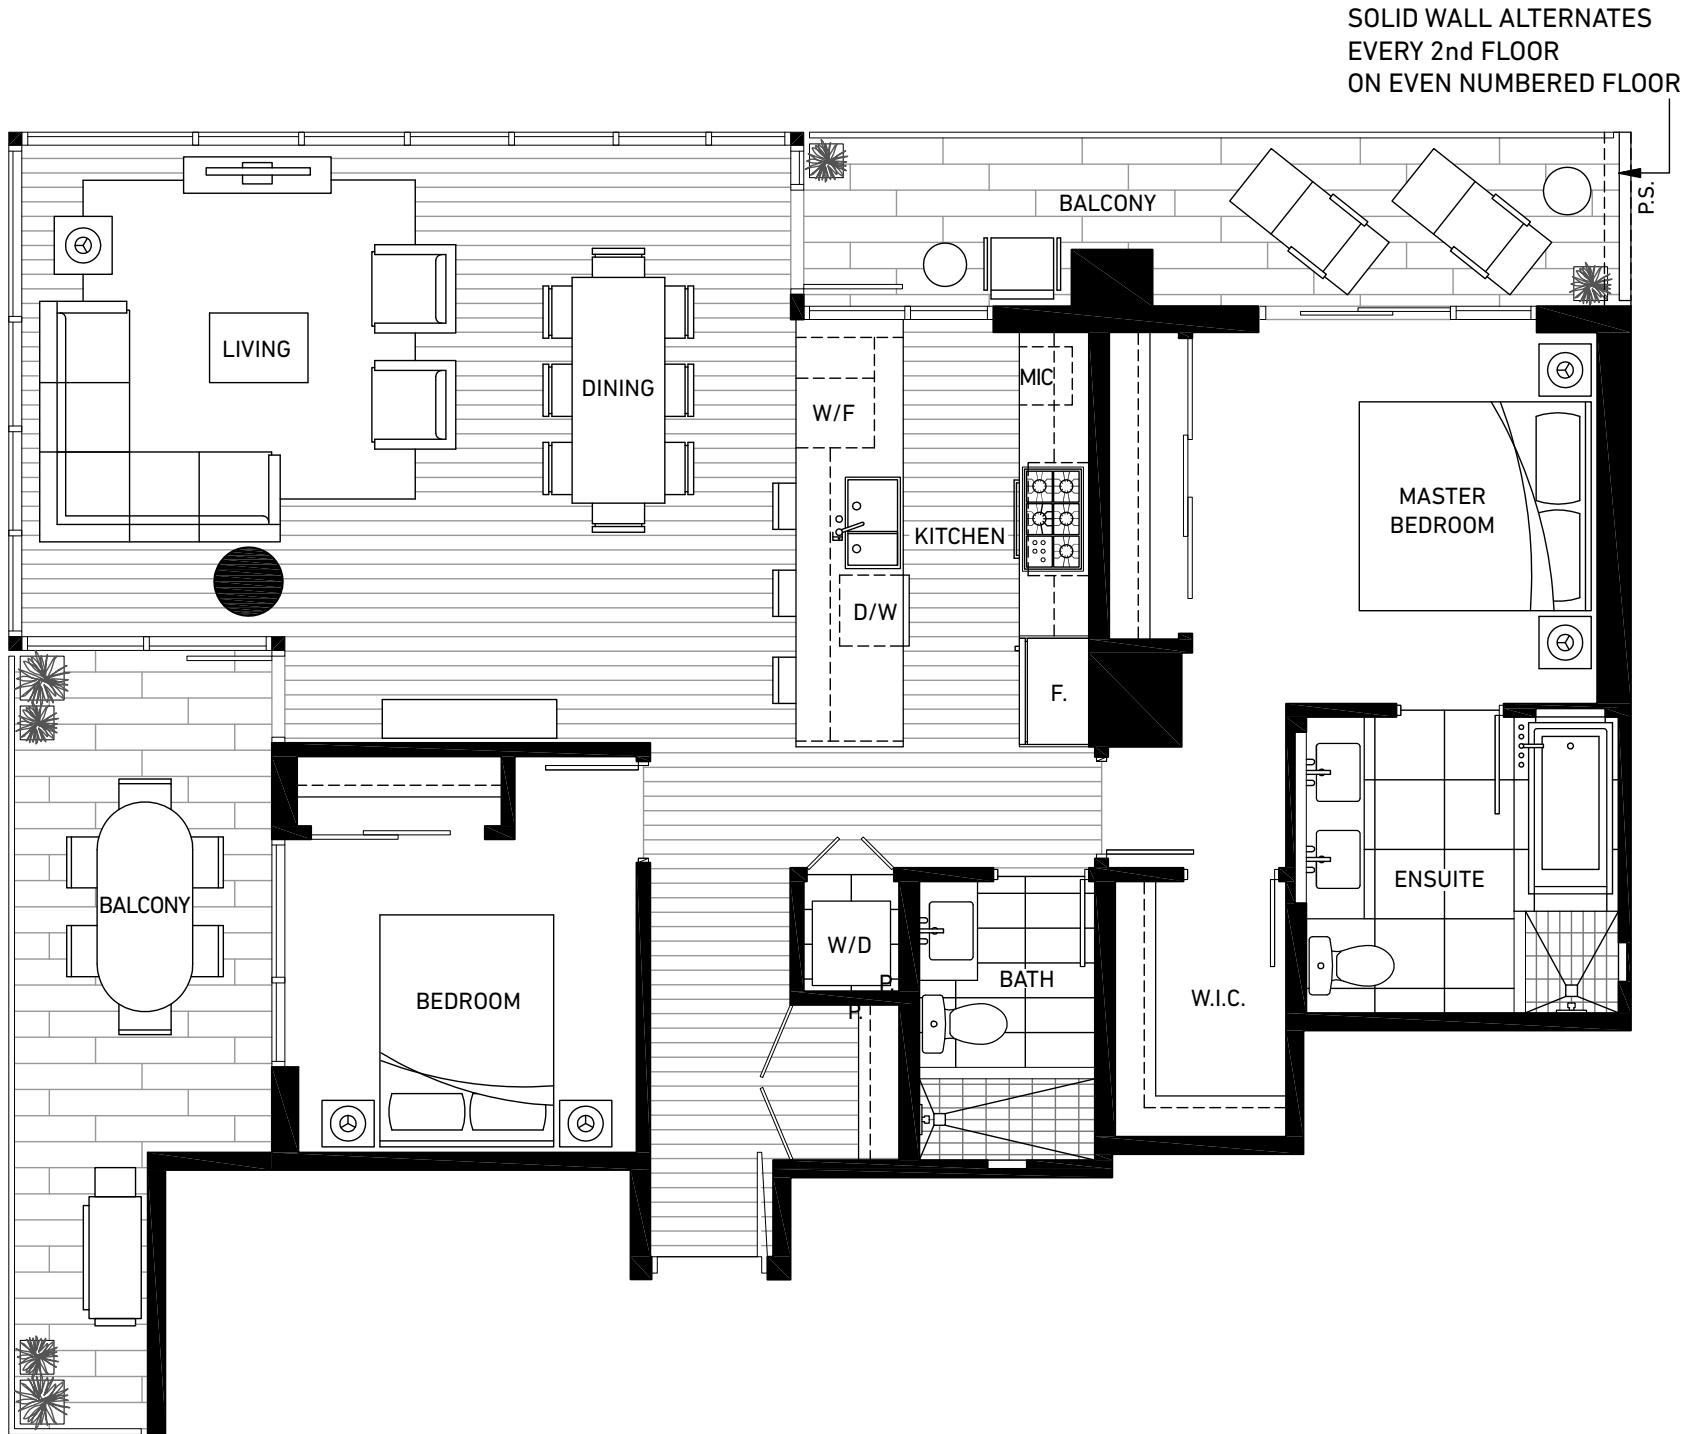 SOLID WALL ALTERNATES
EVERY 2nd FLOOR
ON EVEN NUMBERED FLOOR
P.S.
BALCONY
LIVING
DINING
W/F
MIC
KITCHEN
D/W
F.
MASTER
BEDROOM
BALCONY
BEDROOM
W/D
P.
P.
BATH
W.I.C.
ENSUITE